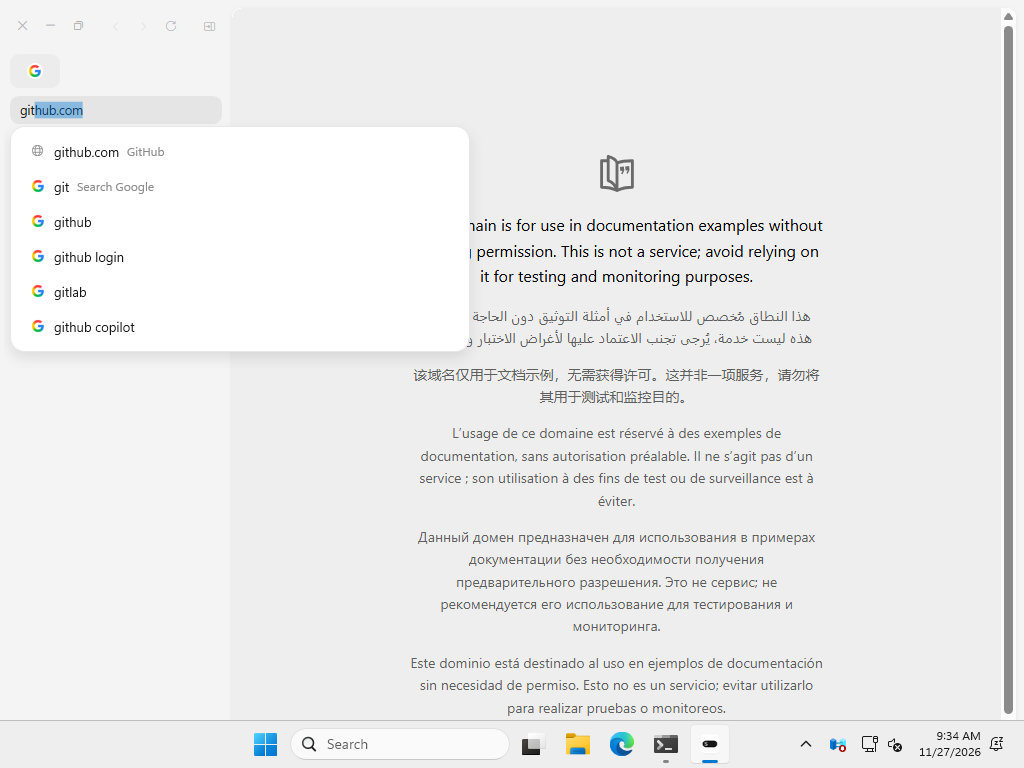 github.com
github.com GitHub
git Search Google
github
github login
gitlab
github copilot
main is for use in documentation examples without
permission. This is not a service; avoid relying on
it for testing and monitoring purposes.
هذا النطاق مُخصص للاستخدام في أمثلة التوثيق دون الحاجة
هذه ليست خدمة، يُرجى تجنب الاعتماد عليها لأغراض الاختبار
该域名仅用于文档示例，无需获得许可。这并非一项服务，请勿将
其用于测试和监控目的。
L’usage de ce domaine est réservé à des exemples de
documentation, sans autorisation préalable. Il ne s’agit pas d’un
service ; son utilisation à des fins de test ou de surveillance est à
éviter.
Данный домен предназначен для использования в примерах
документации без необходимости получения
предварительного разрешения. Это не сервис; не
рекомендуется его использование для тестирования и
мониторинга.
Este dominio está destinado al uso en ejemplos de documentación
sin necesidad de permiso. Esto no es un servicio; evitar utilizarlo
para realizar pruebas o monitoreos.
Search
9:34 AM
11/27/2026